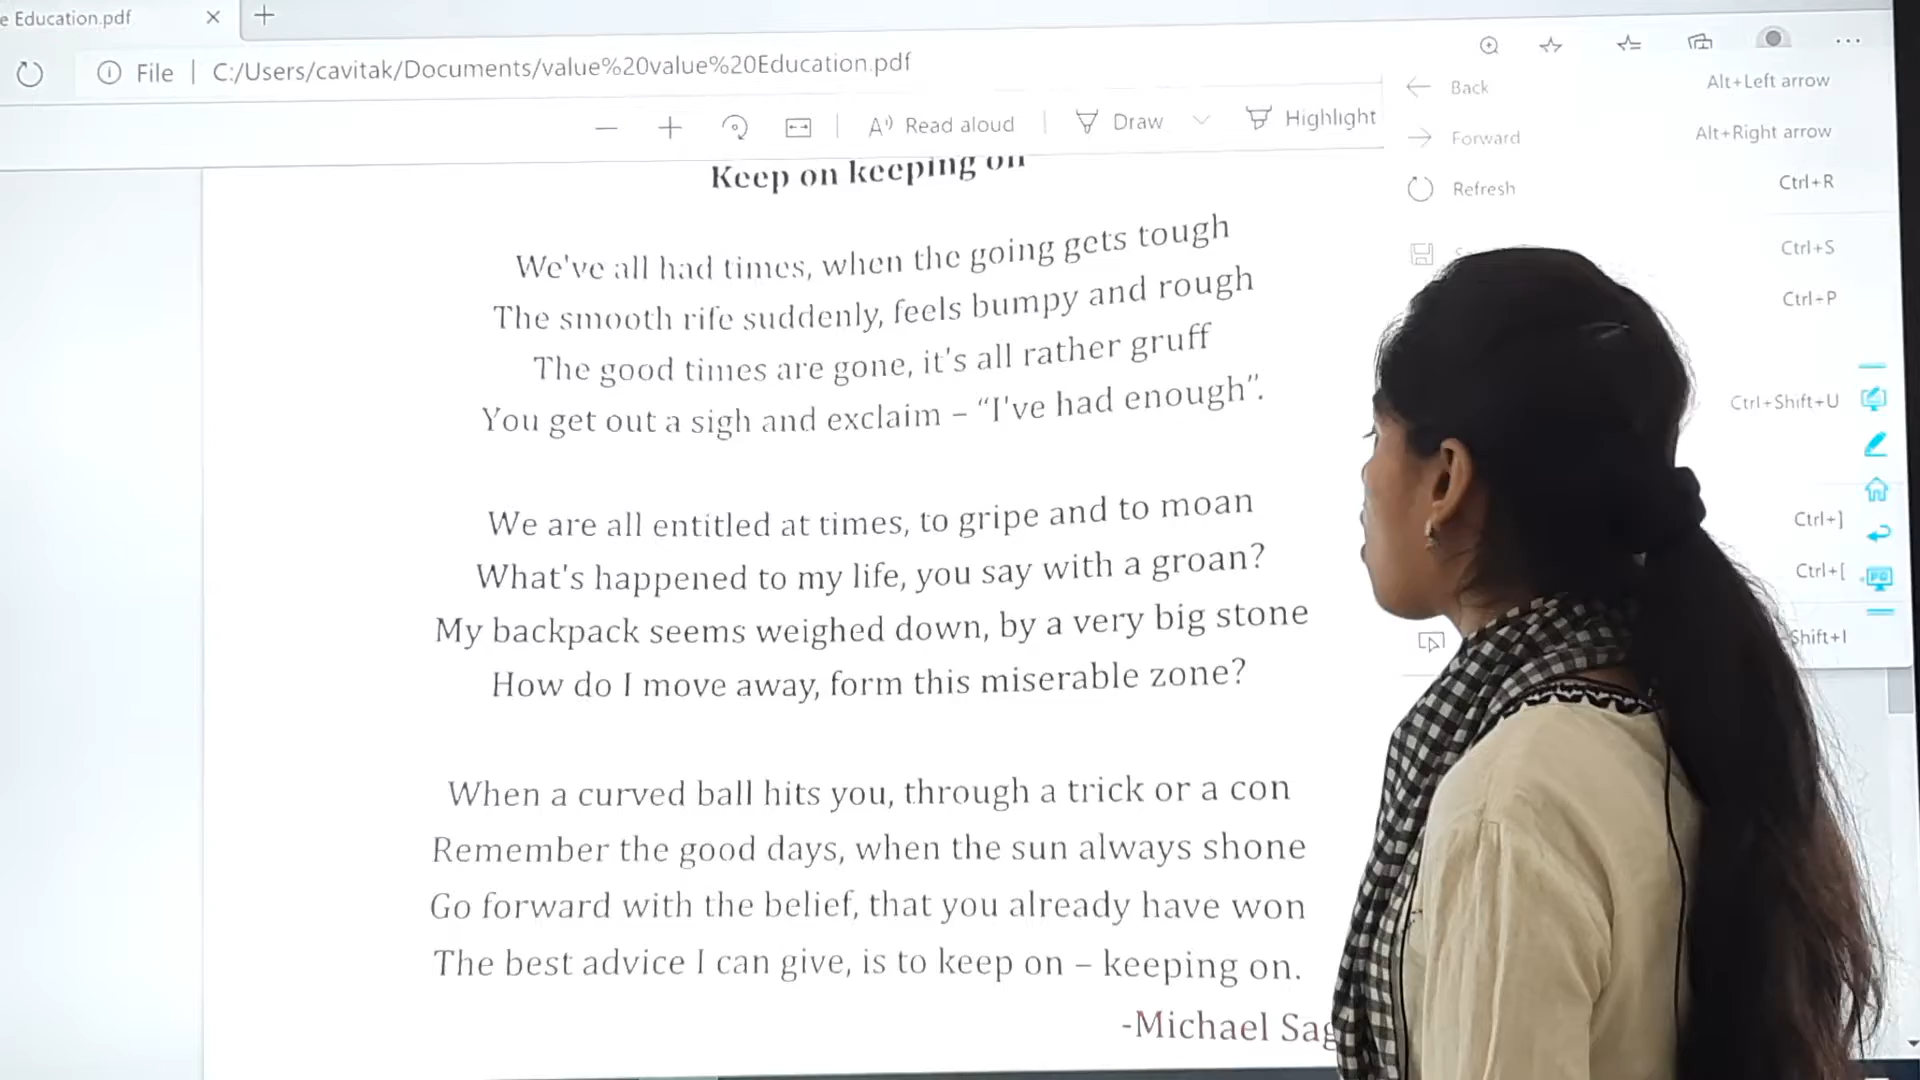 e Education.pdf
File | C:/Users/cavitak/Documents/value%20value%20Education.pdf
Read aloud
Draw
Highlight
Back Alt+Left arrow
Forward Alt+Right arrow
Refresh Ctrl+R
Ctrl+S
Ctrl+P
Ctrl+Shift+U
Ctrl+]
Ctrl+[
Shift+I
Keep on keeping on
We've all had times, when the going gets tough
The smooth rife suddenly, feels bumpy and rough
The good times are gone, it's all rather gruff
You get out a sigh and exclaim – “I've had enough”.
We are all entitled at times, to gripe and to moan
What's happened to my life, you say with a groan?
My backpack seems weighed down, by a very big stone
How do I move away, form this miserable zone?
When a curved ball hits you, through a trick or a con
Remember the good days, when the sun always shone
Go forward with the belief, that you already have won
The best advice I can give, is to keep on – keeping on.
-Michael Sag